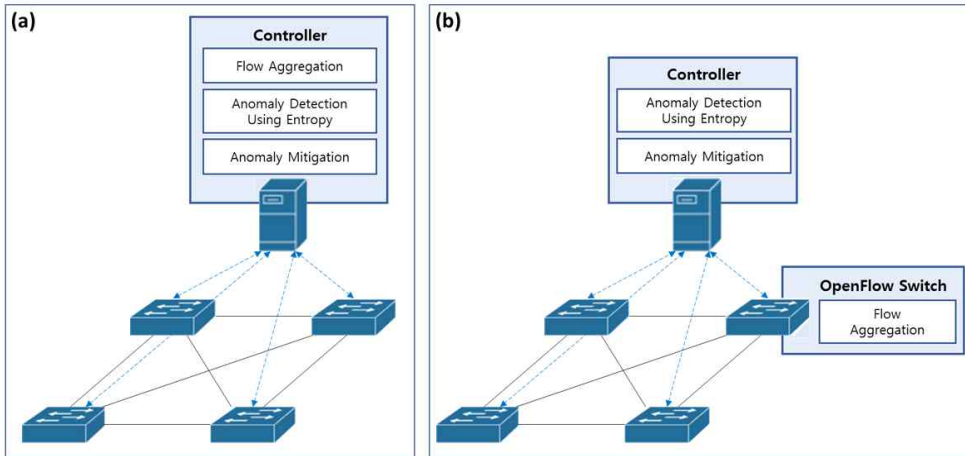 (a)
Controller
Flow Aggregation
Anomaly Detection
Using Entropy
Anomaly Mitigation
(b)
Controller
Anomaly Detection
Using Entropy
Anomaly Mitigation
OpenFlow Switch
Flow
Aggregation